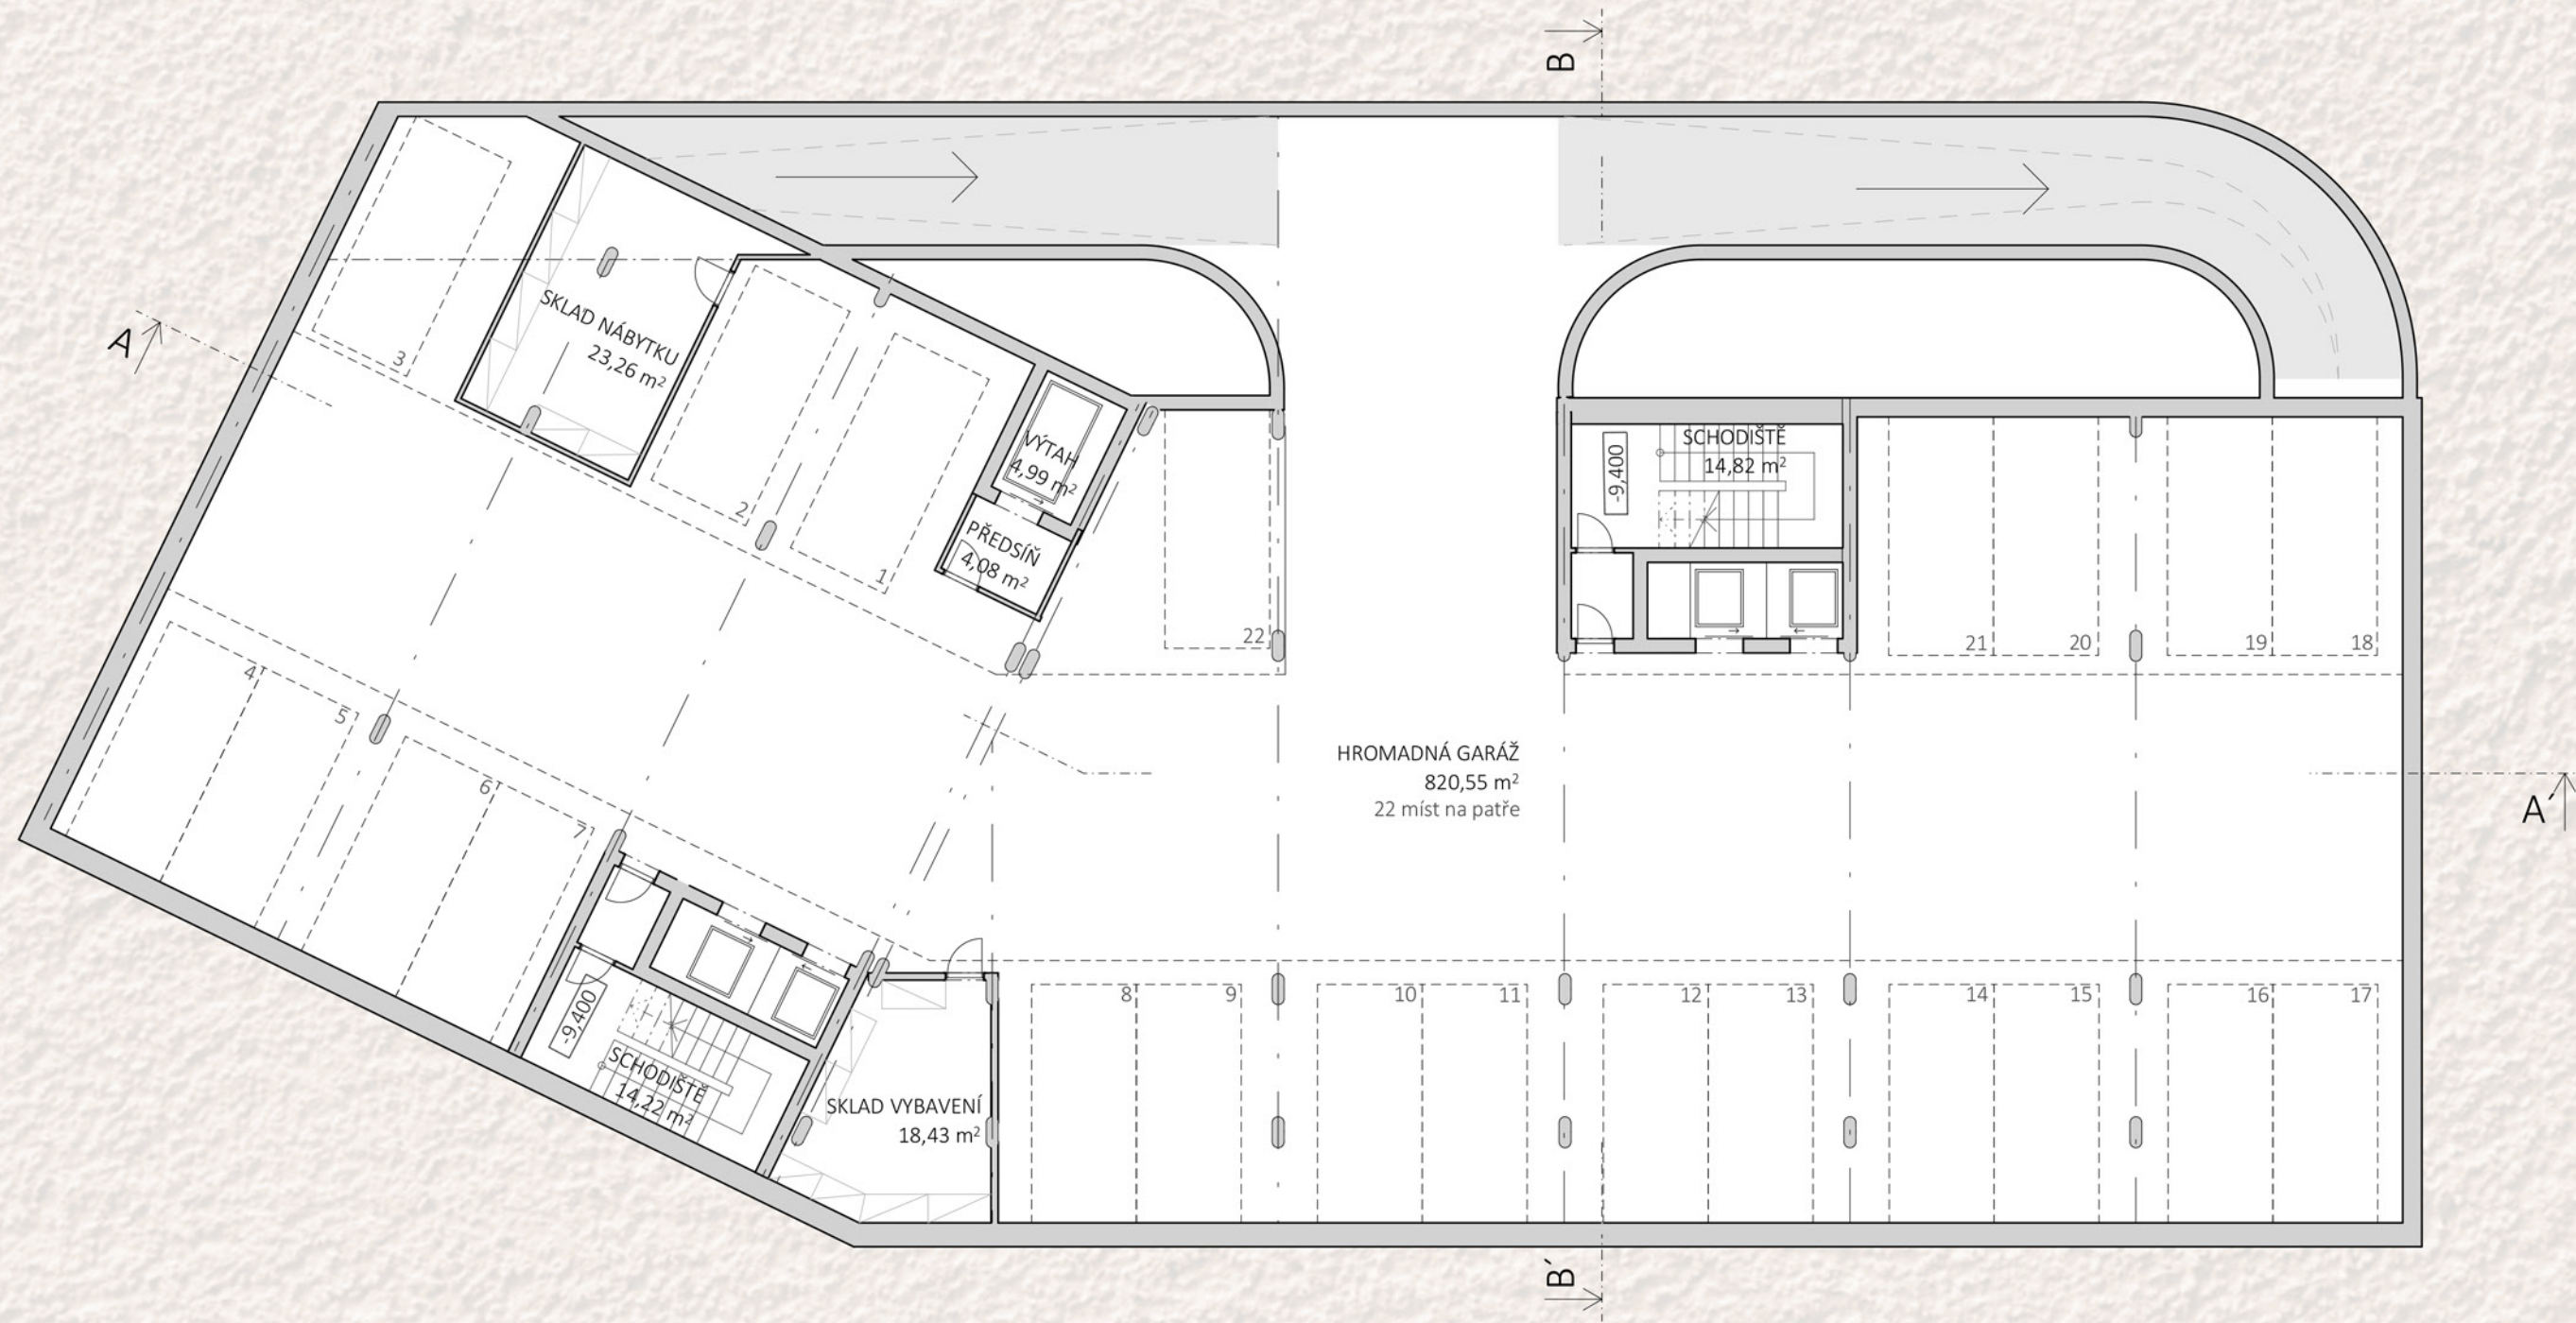 B
A
3
SKLAD NÁBYTKU
23,26 m²
2
1
VÝTAH
4,99 m²
PŘEDSÍŇ
4,08 m²
22
-9,400
SCHODIŠTĚ
14,82 m²
21
20
19
18
4
5
6
7
HROMADNÁ GARÁŽ
820,55 m²
22 míst na patře
A´
-9,400
SCHODIŠTĚ
14,22 m²
SKLAD VYBAVENÍ
18,43 m²
8
9
10
11
12
13
14
15
16
17
B´